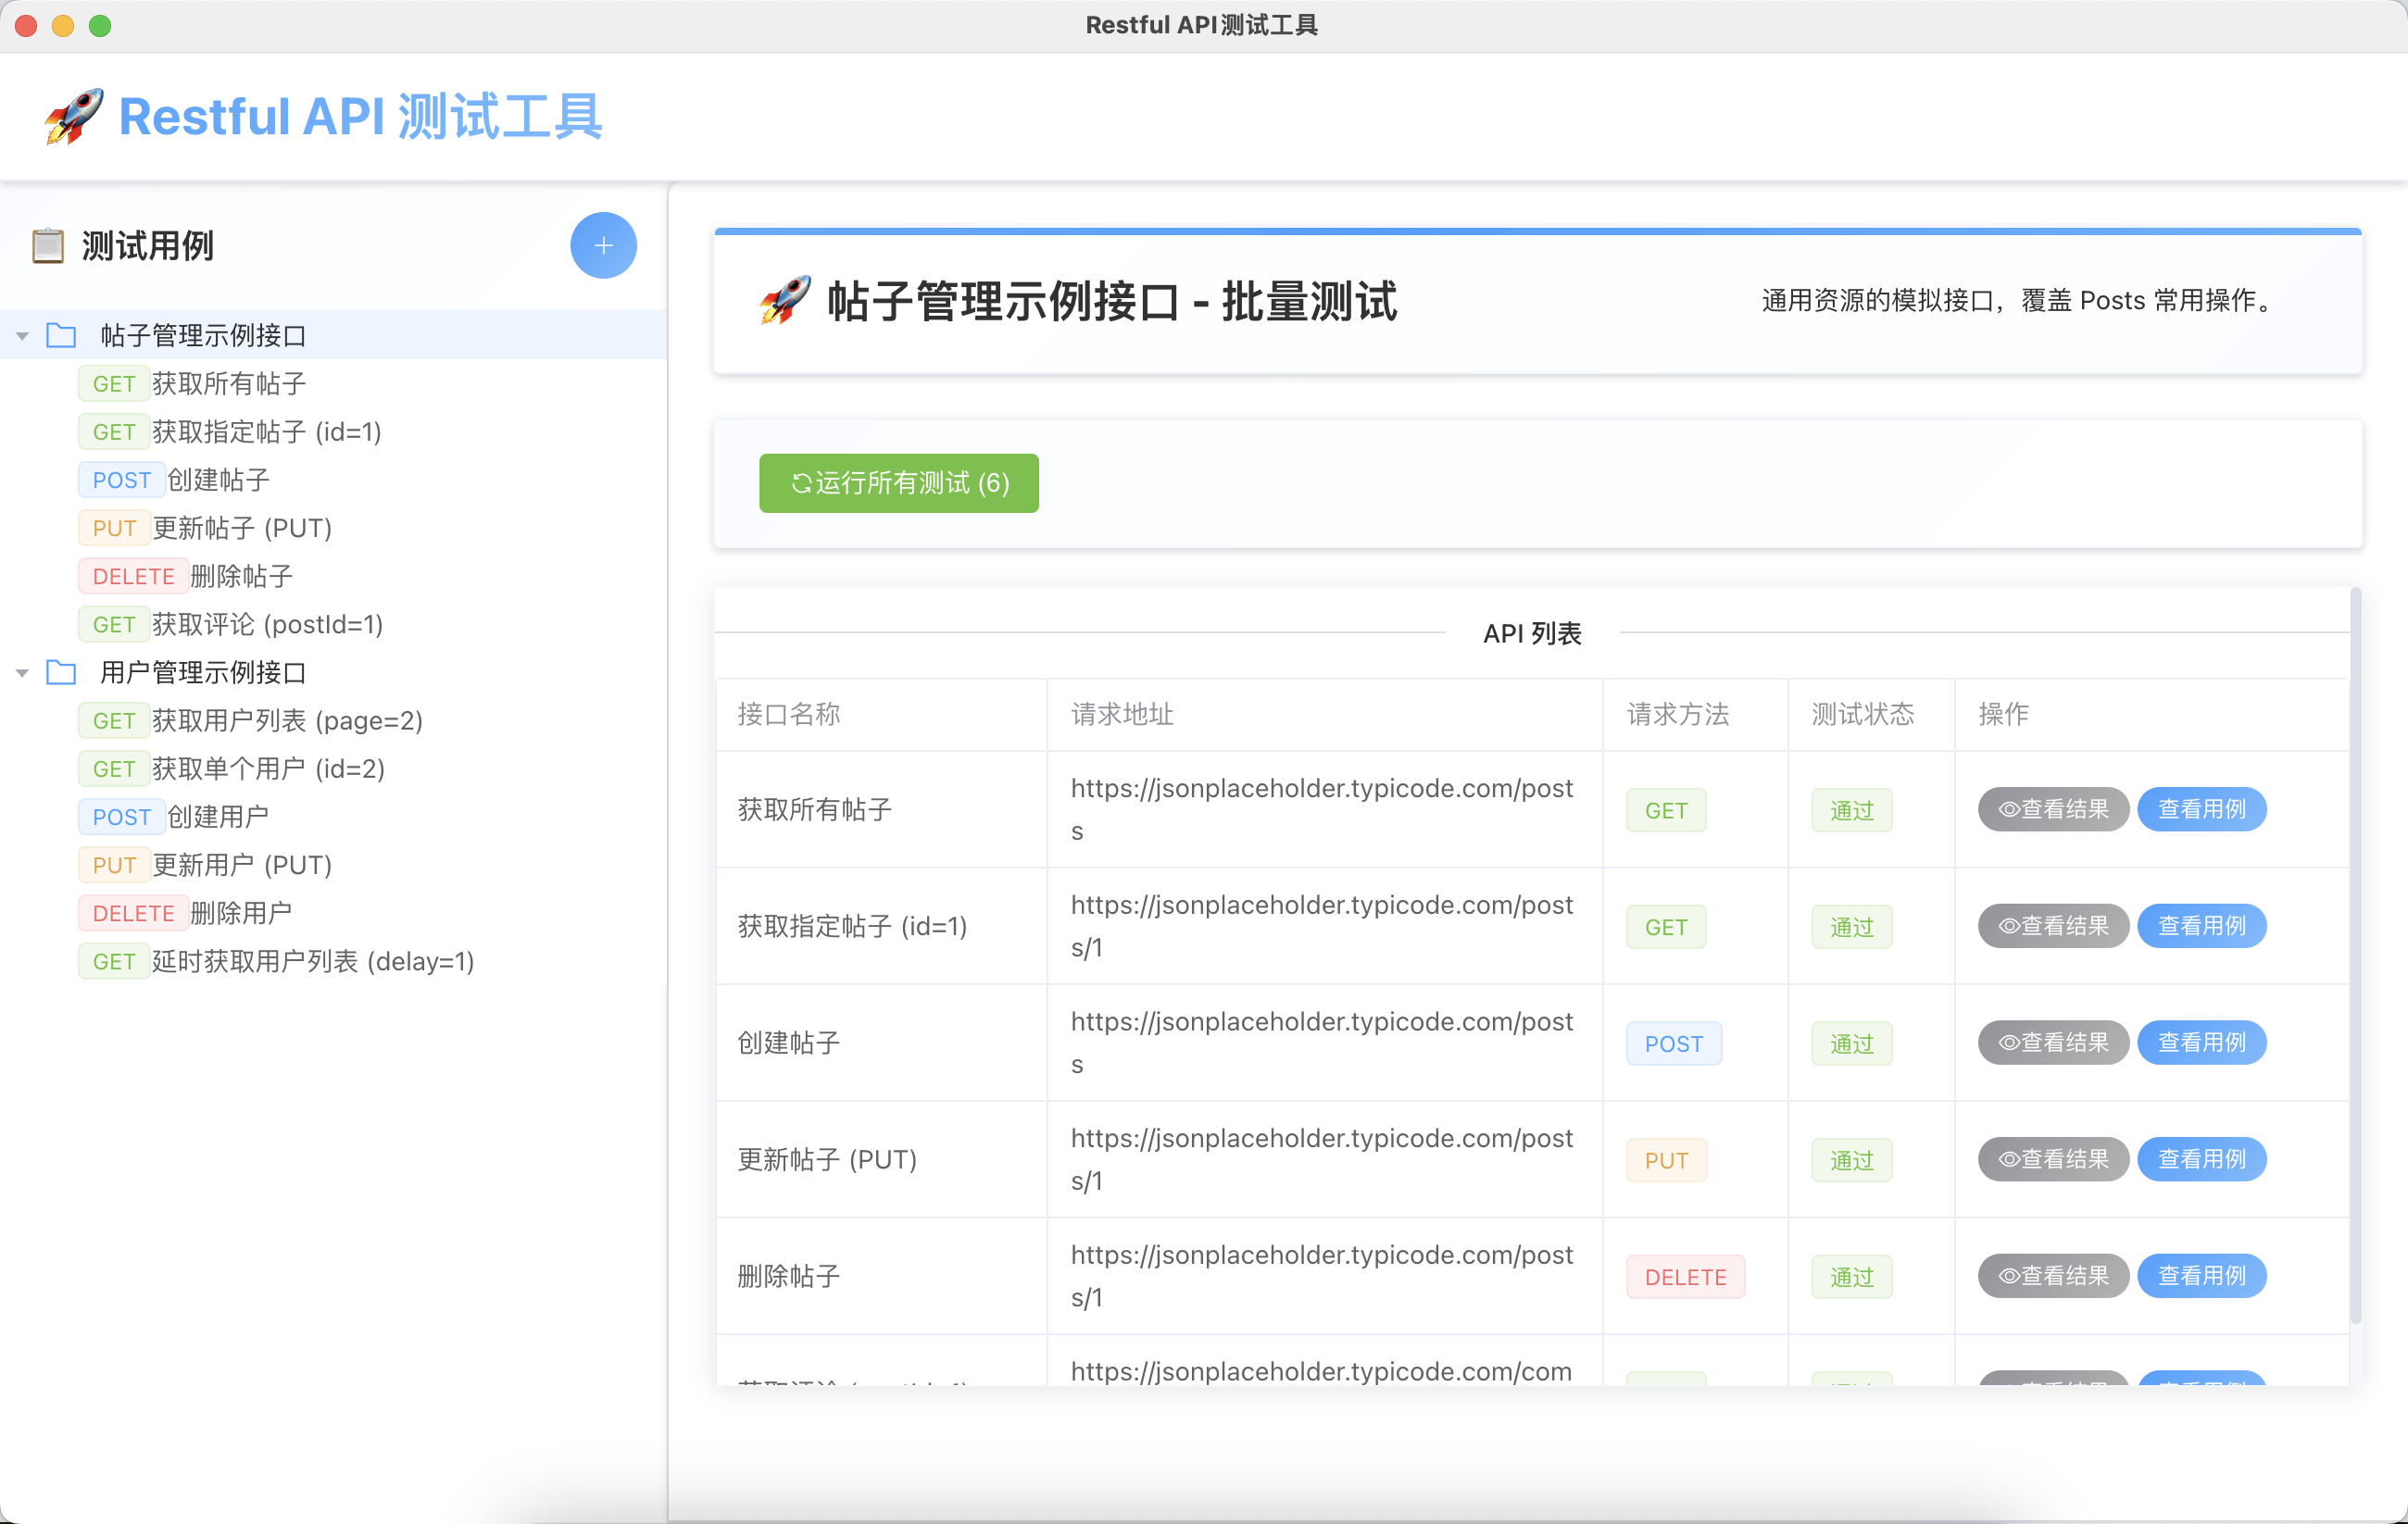 Restful API测试工具
🚀 Restful API 测试工具
📋 测试用例
+
帖子管理示例接口
GET 获取所有帖子
GET 获取指定帖子 (id=1)
POST 创建帖子
PUT 更新帖子 (PUT)
DELETE 删除帖子
GET 获取评论 (postId=1)
用户管理示例接口
GET 获取用户列表 (page=2)
GET 获取单个用户 (id=2)
POST 创建用户
PUT 更新用户 (PUT)
DELETE 删除用户
GET 延时获取用户列表 (delay=1)
🚀 帖子管理示例接口 - 批量测试
通用资源的模拟接口，覆盖 Posts 常用操作。
运行所有测试 (6)
API 列表
接口名称 请求地址 请求方法 测试状态 操作
获取所有帖子 https://jsonplaceholder.typicode.com/post
s GET 通过 查看结果 查看用例
获取指定帖子 (id=1) https://jsonplaceholder.typicode.com/post
s/1 GET 通过 查看结果 查看用例
创建帖子 https://jsonplaceholder.typicode.com/post
s POST 通过 查看结果 查看用例
更新帖子 (PUT) https://jsonplaceholder.typicode.com/post
s/1 PUT 通过 查看结果 查看用例
删除帖子 https://jsonplaceholder.typicode.com/post
s/1 DELETE 通过 查看结果 查看用例
https://jsonplaceholder.typicode.com/com